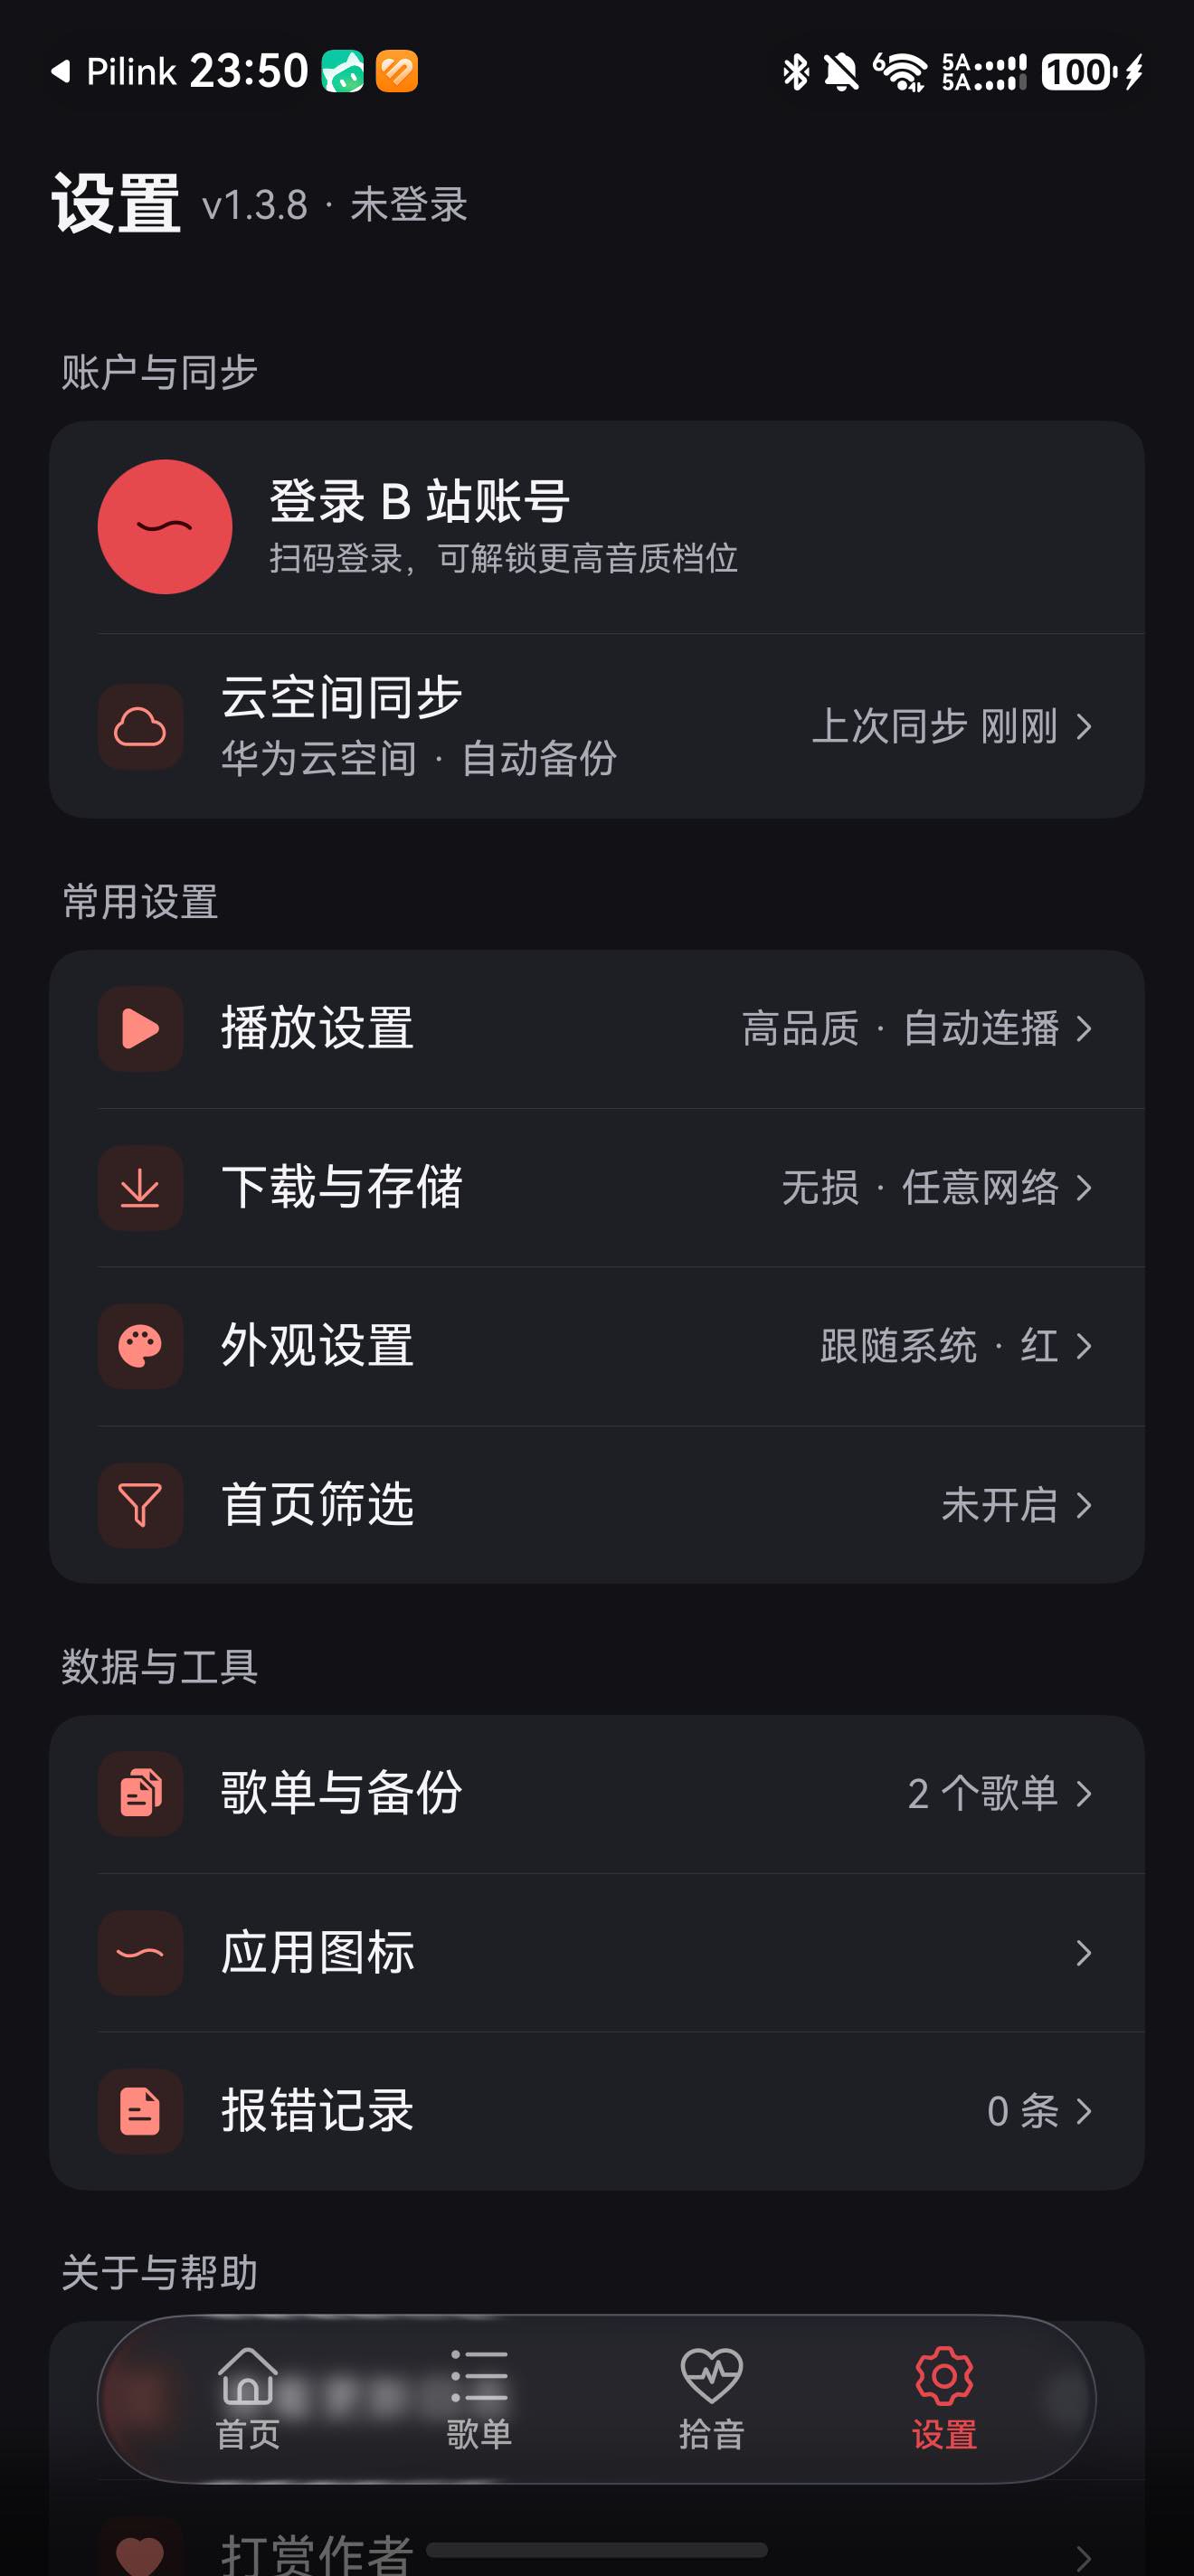 Pilink 23:50
6 5A 5A 100
设置 v1.3.8 · 未登录
账户与同步
登录 B 站账号
扫码登录，可解锁更高音质档位
云空间同步
华为云空间 · 自动备份
上次同步 刚刚
常用设置
播放设置 高品质 · 自动连播
下载与存储 无损 · 任意网络
外观设置 跟随系统 · 红
首页筛选 未开启
数据与工具
歌单与备份 2 个歌单
应用图标
报错记录 0 条
关于与帮助
首页 歌单 拾音 设置
打赏作者